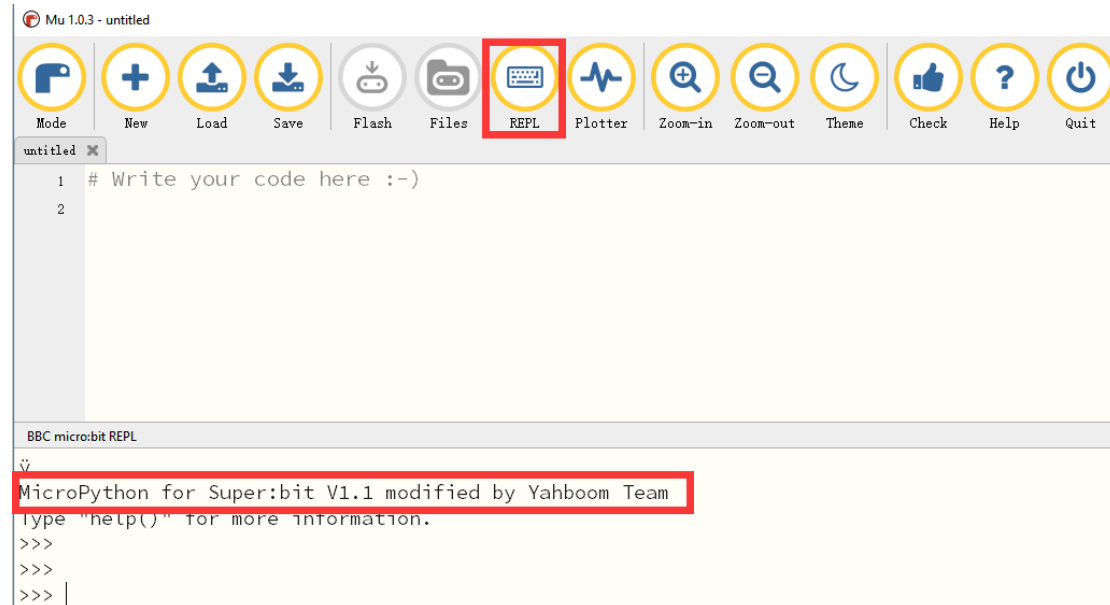 Mu 1.0.3 - untitled
Mode New Load Save Flash Files REPL Plotter Zoom-in Zoom-out Theme Check Help Quit
untitled
1 # Write your code here :-)
2
BBC micro:bit REPL
ÿ
MicroPython for Super:bit V1.1 modified by Yahboom Team
Type "help()" for more information.
>>>
>>>
>>>